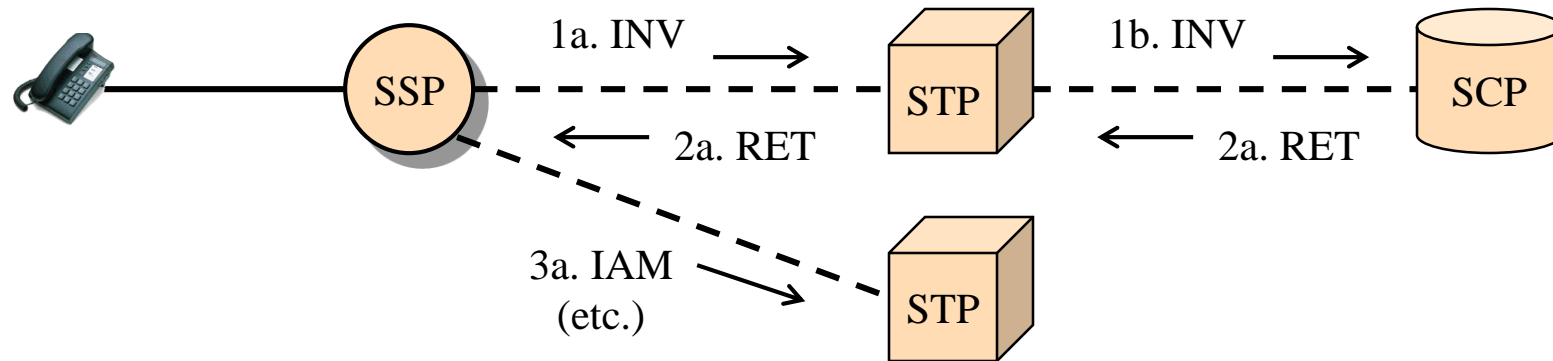 1a. INV
1b. INV
SSP
STP
SCP
2a. RET
2a. RET
3a. IAM
(etc.)
STP